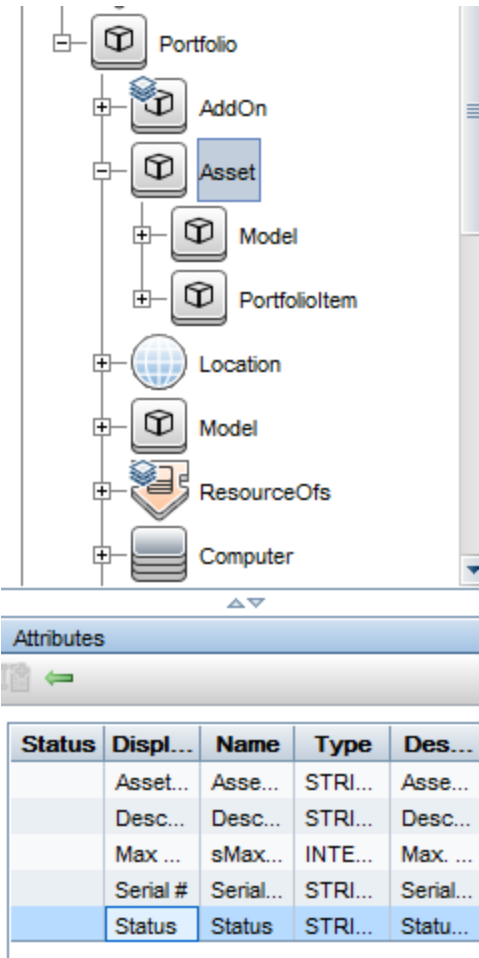 Portfolio
AddOn
Asset
Model
PortfolioItem
Location
Model
ResourceOfs
Computer
Attributes
Status Displ... Name Type Des...
Asset... Asse... STRI... Asse...
Desc... Desc... STRI... Desc...
Max ... sMax... INTE... Max. ...
Serial # Serial... STRI... Serial...
Status Status STRI... Statu...